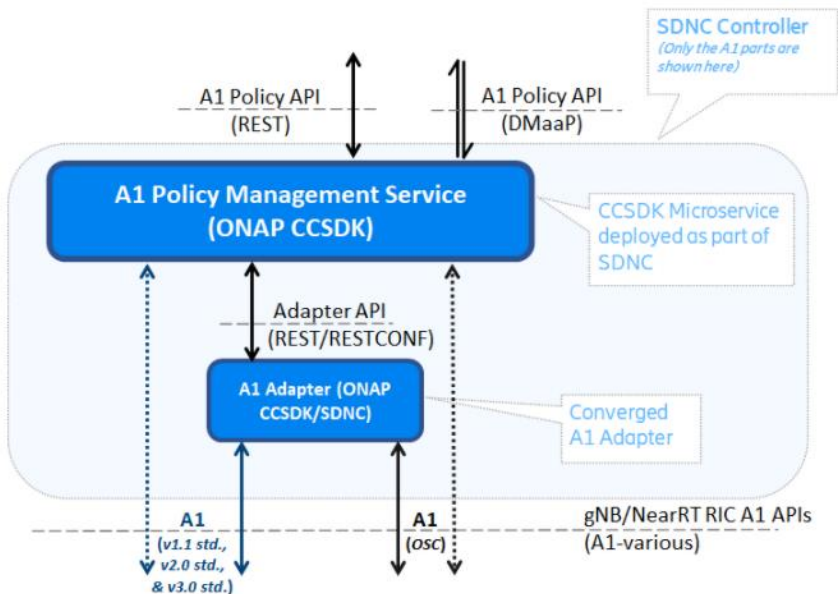 SDNC Controller
(Only the A1 parts are
shown here)
A1 Policy API
(REST)
A1 Policy API
(DMaaP)
A1 Policy Management Service
(ONAP CCSDK)
CCSDK Microservice
deployed as part of
SDNC
Adapter API
(REST/RESTCONF)
A1 Adapter (ONAP
CCSDK/SDNC)
Converged
A1 Adapter
A1
(v1.1 std.,
v2.0 std.,
& v3.0 std.)
A1
(OSC)
gNB/NearRT RIC A1 APIs
(A1-various)